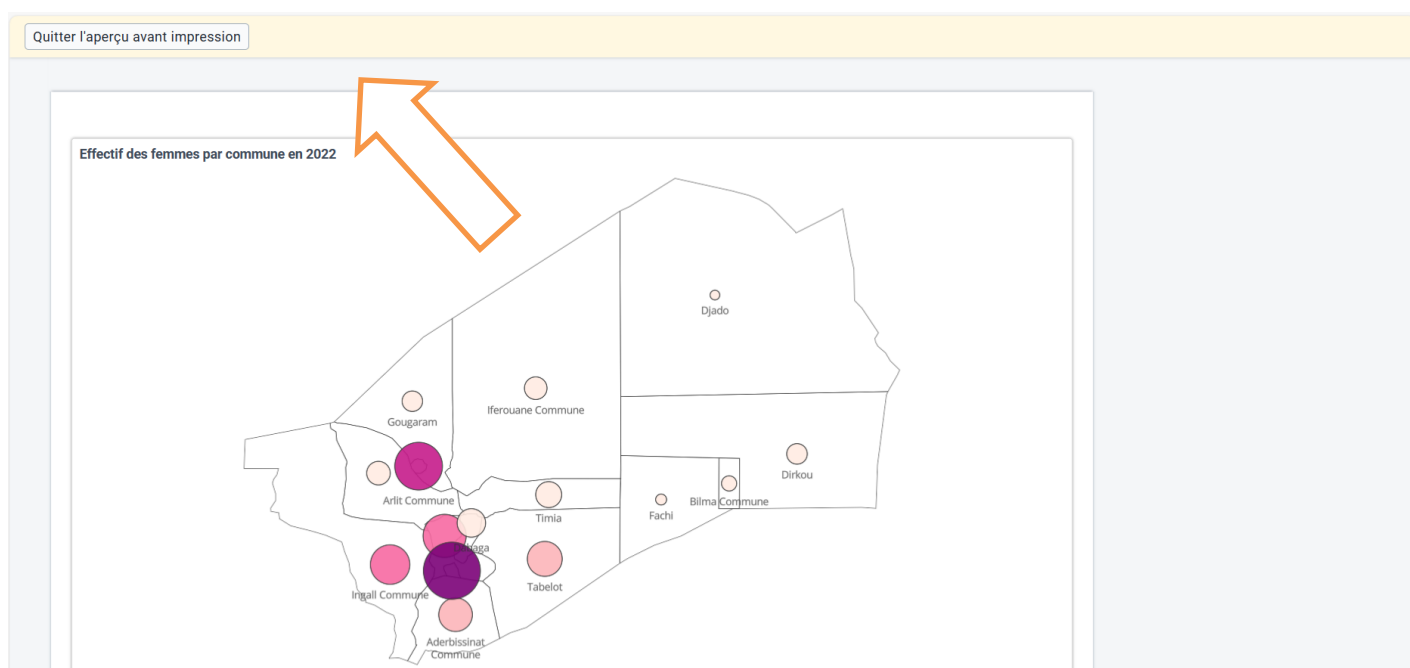 Quitter l'aperçu avant impression
Effectif des femmes par commune en 2022
Djado
Iferouane Commune
Gougaram
Dirkou
Arlit Commune
Bilma Commune
Fachi
Timia
Tabelot
Ingall Commune
Aderbissinat
Commune